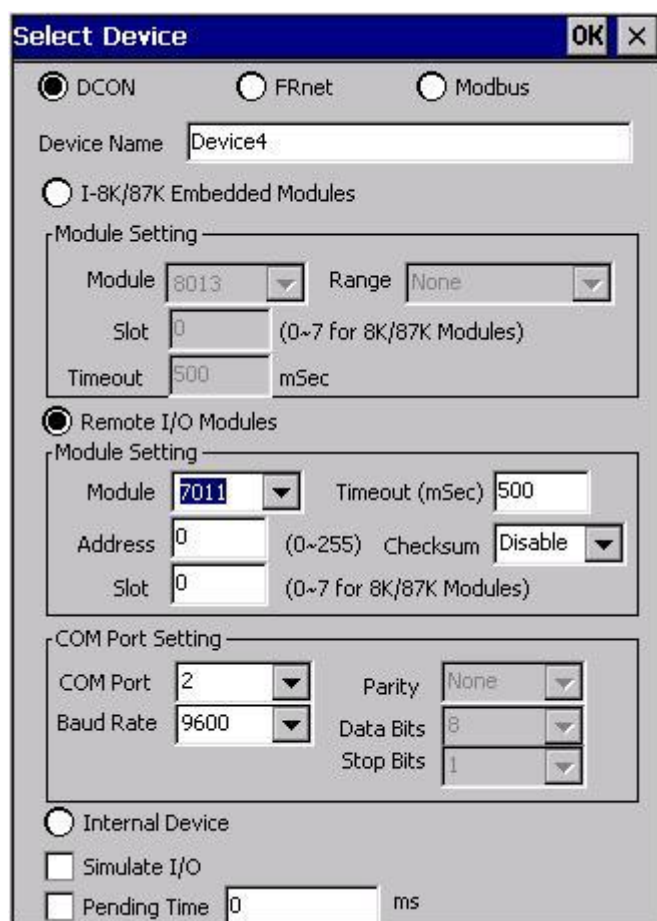 Select Device OK ×
DCON FRnet Modbus
Device Name Device4
I-8K/87K Embedded Modules
Module Setting
Module 8013 Range None
Slot 0 (0~7 for 8K/87K Modules)
Timeout 500 mSec
Remote I/O Modules
Module Setting
Module 7011 Timeout (mSec) 500
Address 0 (0~255) Checksum Disable
Slot 0 (0~7 for 8K/87K Modules)
COM Port Setting
COM Port 2 Parity None
Baud Rate 9600 Data Bits 8
Stop Bits 1
Internal Device
Simulate I/O
Pending Time 0 ms